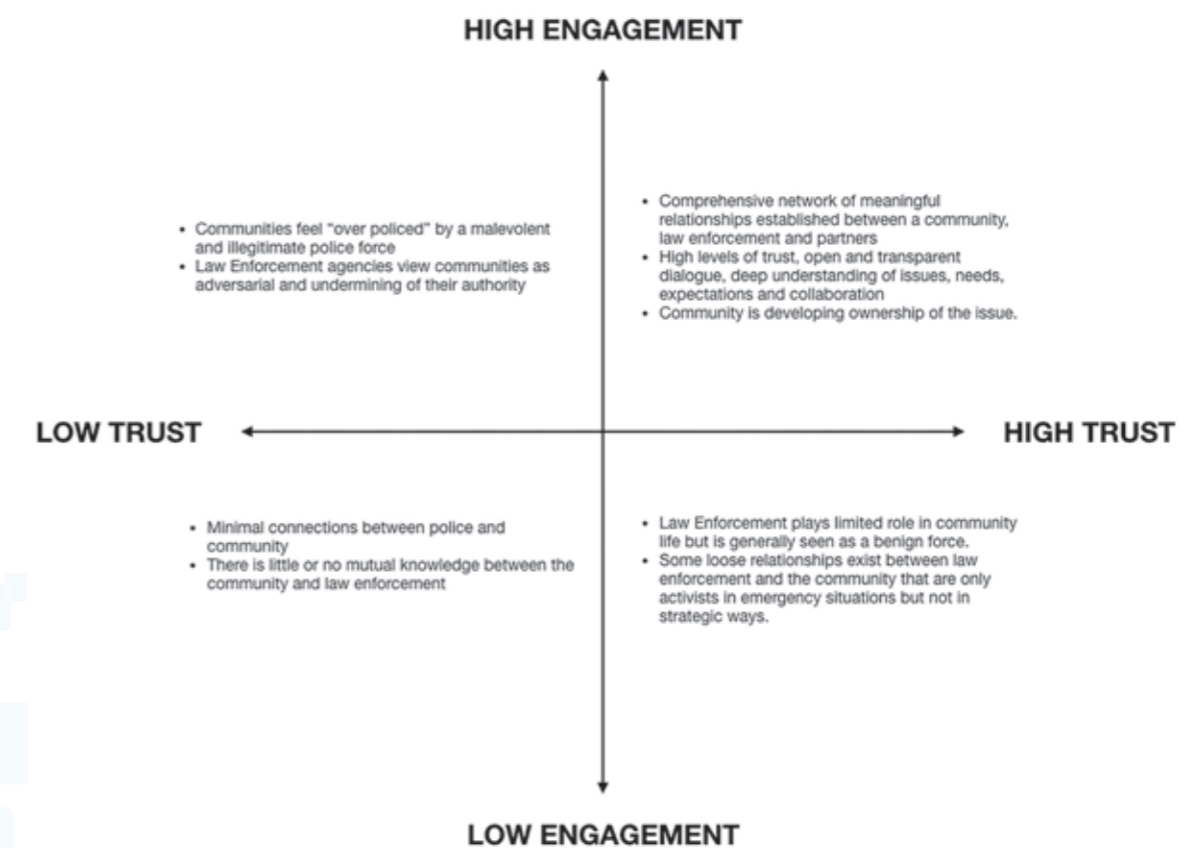 HIGH ENGAGEMENT
• Communities feel "over policed" by a malevolent
and illegitimate police force
• Law Enforcement agencies view communities as
adversarial and undermining of their authority
• Comprehensive network of meaningful
relationships established between a community,
law enforcement and partners
• High levels of trust, open and transparent
dialogue, deep understanding of issues, needs,
expectations and collaboration
• Community is developing ownership of the issue.
LOW TRUST
HIGH TRUST
• Minimal connections between police and
community
• There is little or no mutual knowledge between the
community and law enforcement
• Law Enforcement plays limited role in community
life but is generally seen as a benign force.
• Some loose relationships exist between law
enforcement and the community that are only
activists in emergency situations but not in
strategic ways.
LOW ENGAGEMENT